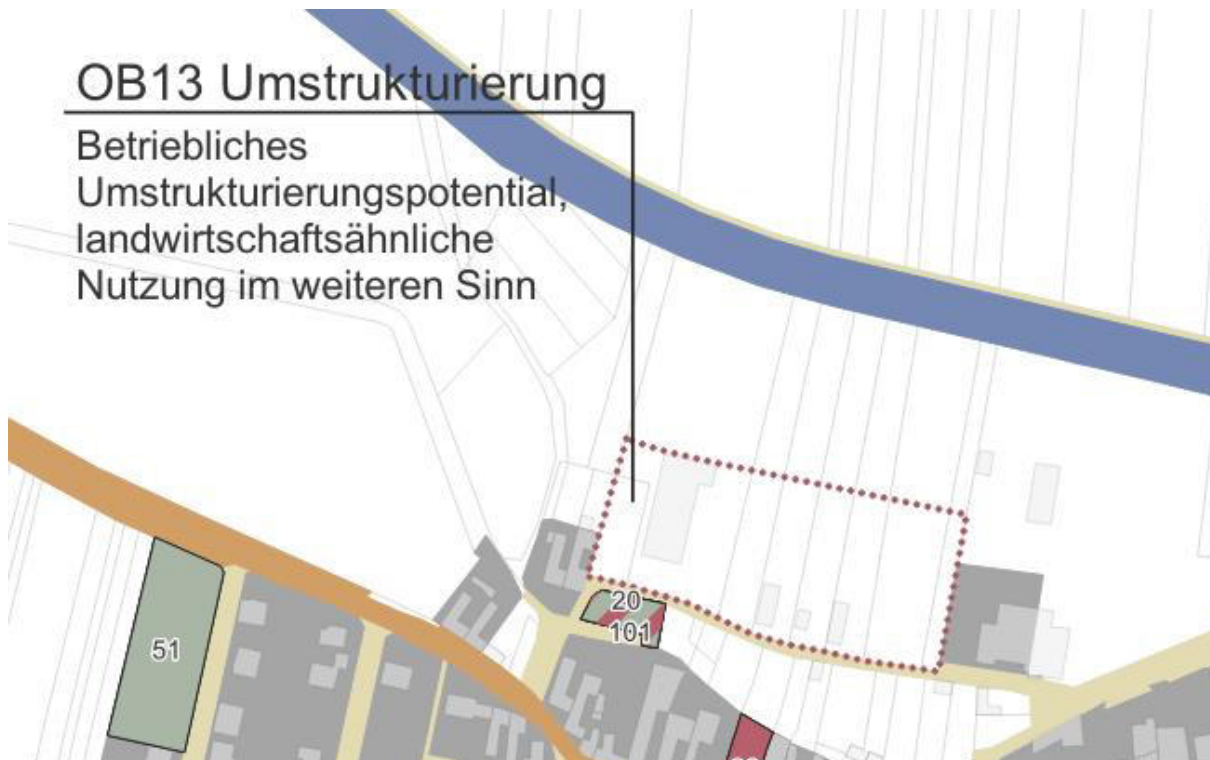 OB13 Umstrukturierung
Betriebliches
Umstrukturierungspotential,
landwirtschaftsähnliche
Nutzung im weiteren Sinn
20
101
51